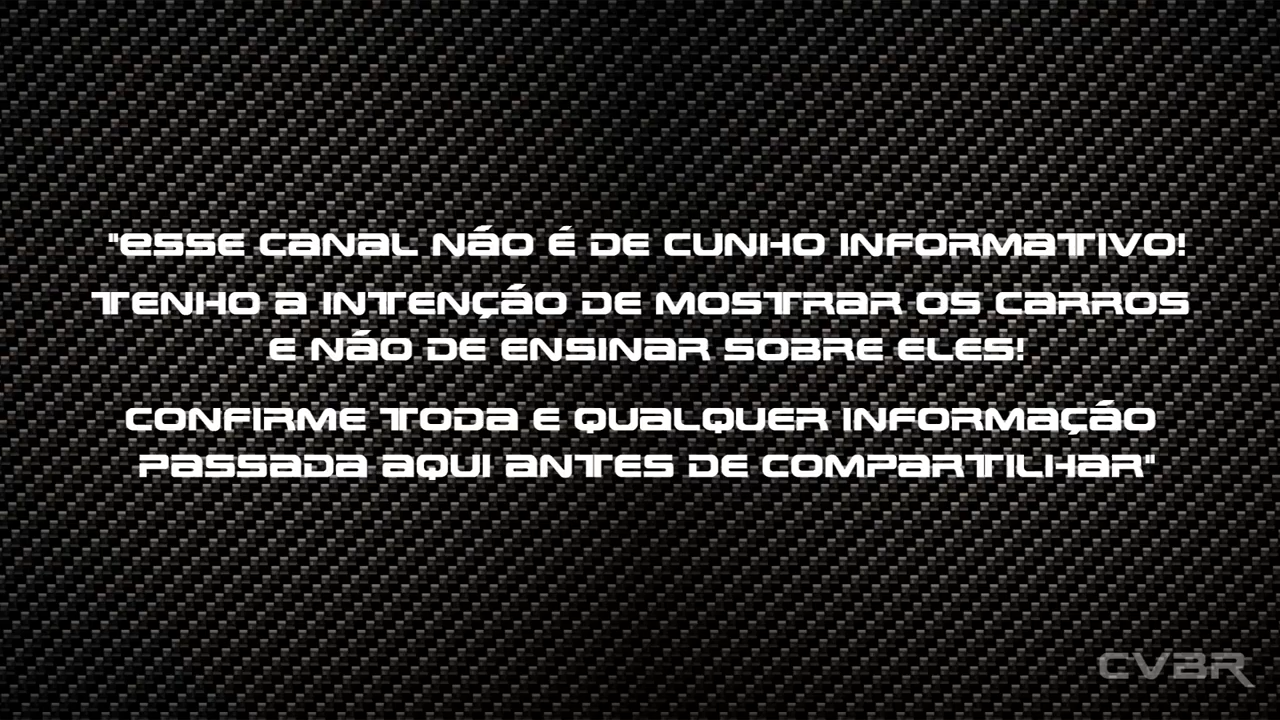 "ESSE CANAL NÃO É DE CUNHO INFORMATIVO!
TENHO A INTENÇÃO DE MOSTRAR OS CARROS
E NÃO DE ENSINAR SOBRE ELES!
CONFIRME TODA E QUALQUER INFORMAÇÃO
PASSADA AQUI ANTES DE COMPARTILHAR"
CVBR